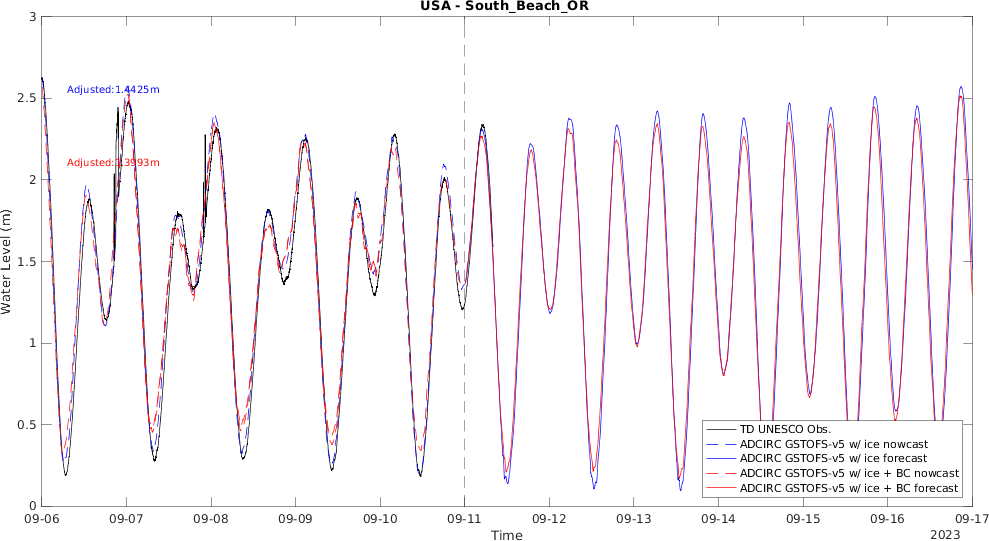 USA - South_Beach_OR
3
2.5
2
1.5
1
0.5
0
Water Level (m)
Adjusted:1.4425m
Adjusted:1.3993m
TD UNESCO Obs.
ADCIRC GSTOFS-v5 w/ ice nowcast
ADCIRC GSTOFS-v5 w/ ice forecast
ADCIRC GSTOFS-v5 w/ ice + BC nowcast
ADCIRC GSTOFS-v5 w/ ice + BC forecast
09-06 09-07 09-08 09-09 09-10 09-11 09-12 09-13 09-14 09-15 09-16 09-17
Time
2023